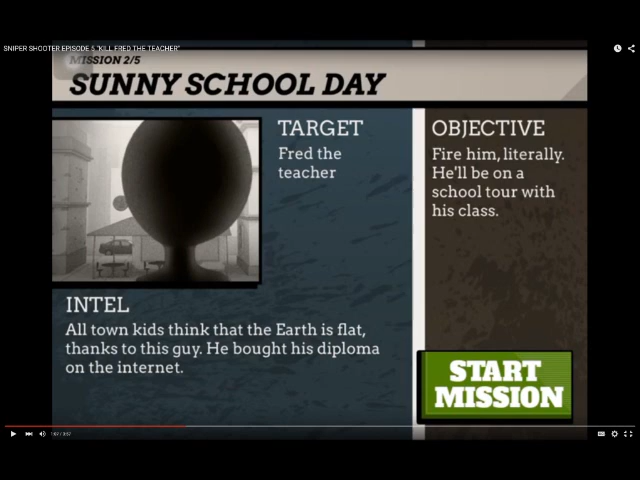 SNIPER SHOOTER EPISODE 5 "KILL FRED THE TEACHER"
MISSION 2/5
SUNNY SCHOOL DAY
TARGET
Fred the
teacher
OBJECTIVE
Fire him, literally.
He'll be on a
school tour with
his class.
INTEL
All town kids think that the Earth is flat,
thanks to this guy. He bought his diploma
on the internet.
START
MISSION